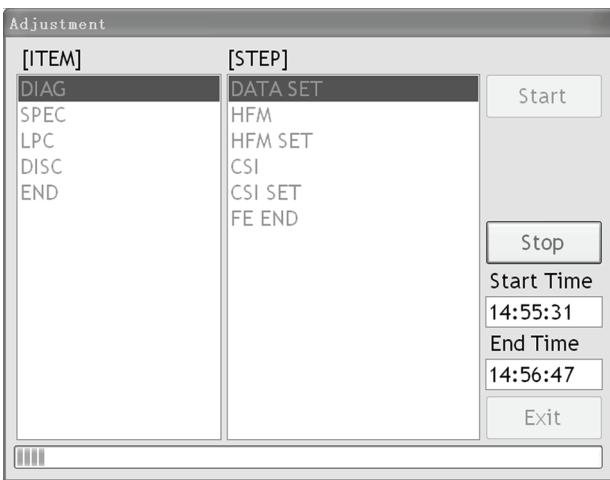 Adjustment
[ITEM]
DIAG
SPEC
LPC
DISC
END
[STEP]
DATA SET
HFM
HFM SET
CSI
CSI SET
FE END
Start
Stop
Start Time
14:55:31
End Time
14:56:47
Exit